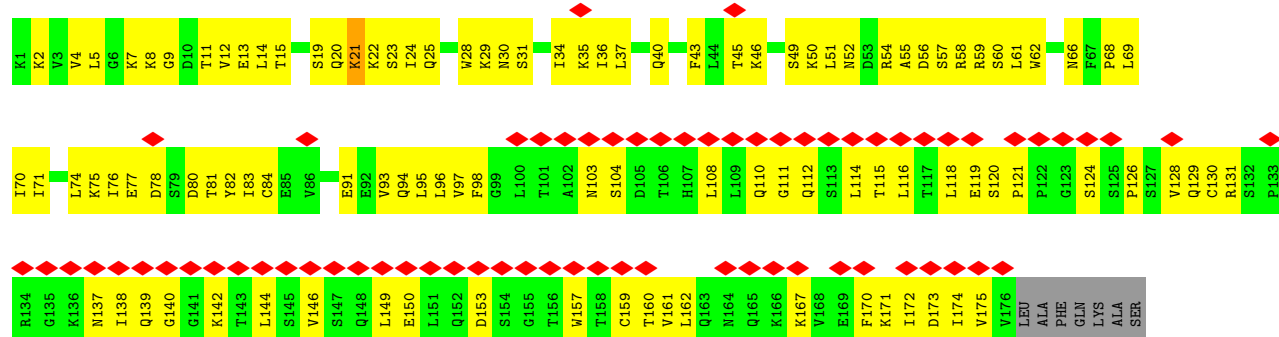 K1 K2 V3 V4 L5 G6 K7 K8 G9 D10 T11 V12 E13 L14 T15 S19 Q20 K21 K22 S23 I24 Q25 W28 K29 N30 S31 I34 K35 I36 L37 Q40 F43 L44 T45 K46 S49 K50 L51 N52 D53 R54 A55 D56 S57 R58 R59 S60 L61 W62 N66 F67 P68 L69
I70 I71 L74 K75 I76 E77 D78 S79 D80 T81 Y82 I83 C84 E85 V86 E91 E92 V93 Q94 L95 L96 V97 F98 G99 L100 T101 A102 N103 S104 D105 T106 H107 L108 L109 Q110 G111 Q112 S113 L114 T115 L116 T117 L118 E119 S120 P121 P122 G123 S124 S125 P126 S127 V128 Q129 C130 R131 S132 P133
R134 G135 K136 N137 I138 Q139 G140 G141 K142 T143 L144 S145 V146 S147 Q148 L149 E150 L151 Q152 D153 S154 G155 T156 W157 T158 C159 T160 V161 L162 Q163 N164 Q165 K166 K167 V168 E169 F170 K171 I172 D173 I174 V175 V176 LEU ALA PHE GLN LYS ALA SER